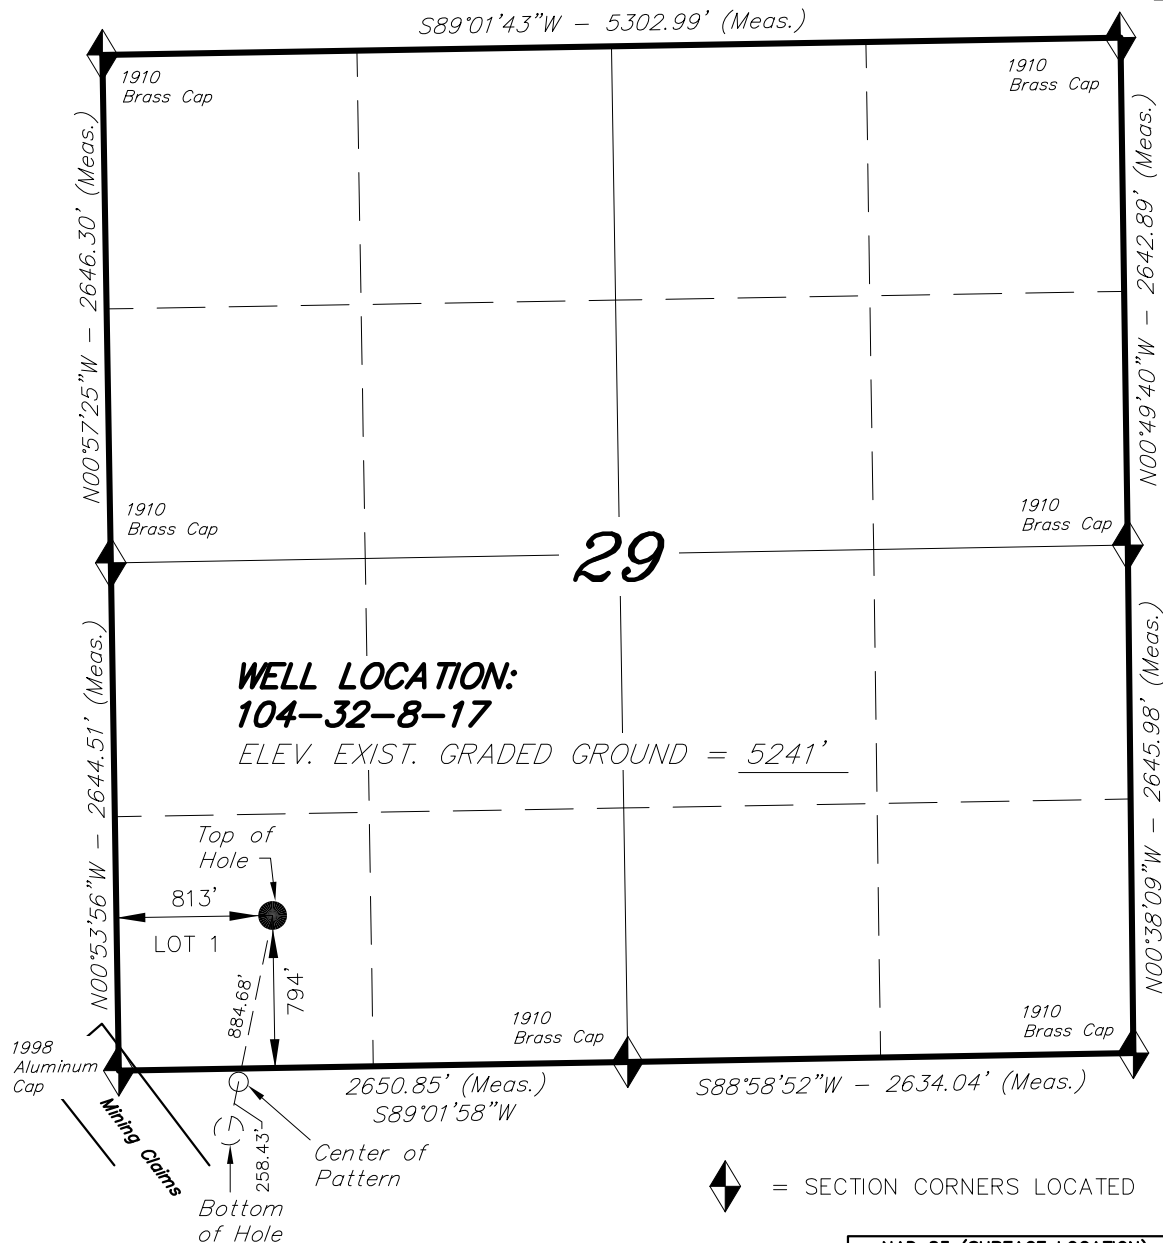 S89°01'43"W - 5302.99' (Meas.)
1910
Brass Cap
1910
Brass Cap
N00°57'25"W - 2646.30' (Meas.)
N00°49'40"W - 2642.89' (Meas.)
1910
Brass Cap
1910
Brass Cap
29
WELL LOCATION:
104-32-8-17
ELEV. EXIST. GRADED GROUND = 5241'
N00°53'56"W - 2644.51' (Meas.)
N00°38'09"W - 2645.98' (Meas.)
Top of
Hole
813'
LOT 1
884.68'
794'
1910
Brass Cap
1910
Brass Cap
1998
Aluminum
Cap
Mining Claims
2650.85' (Meas.)
S89°01'58"W
S88°58'52"W - 2634.04' (Meas.)
258.43'
Center of
Pattern
Bottom
of Hole
= SECTION CORNERS LOCATED